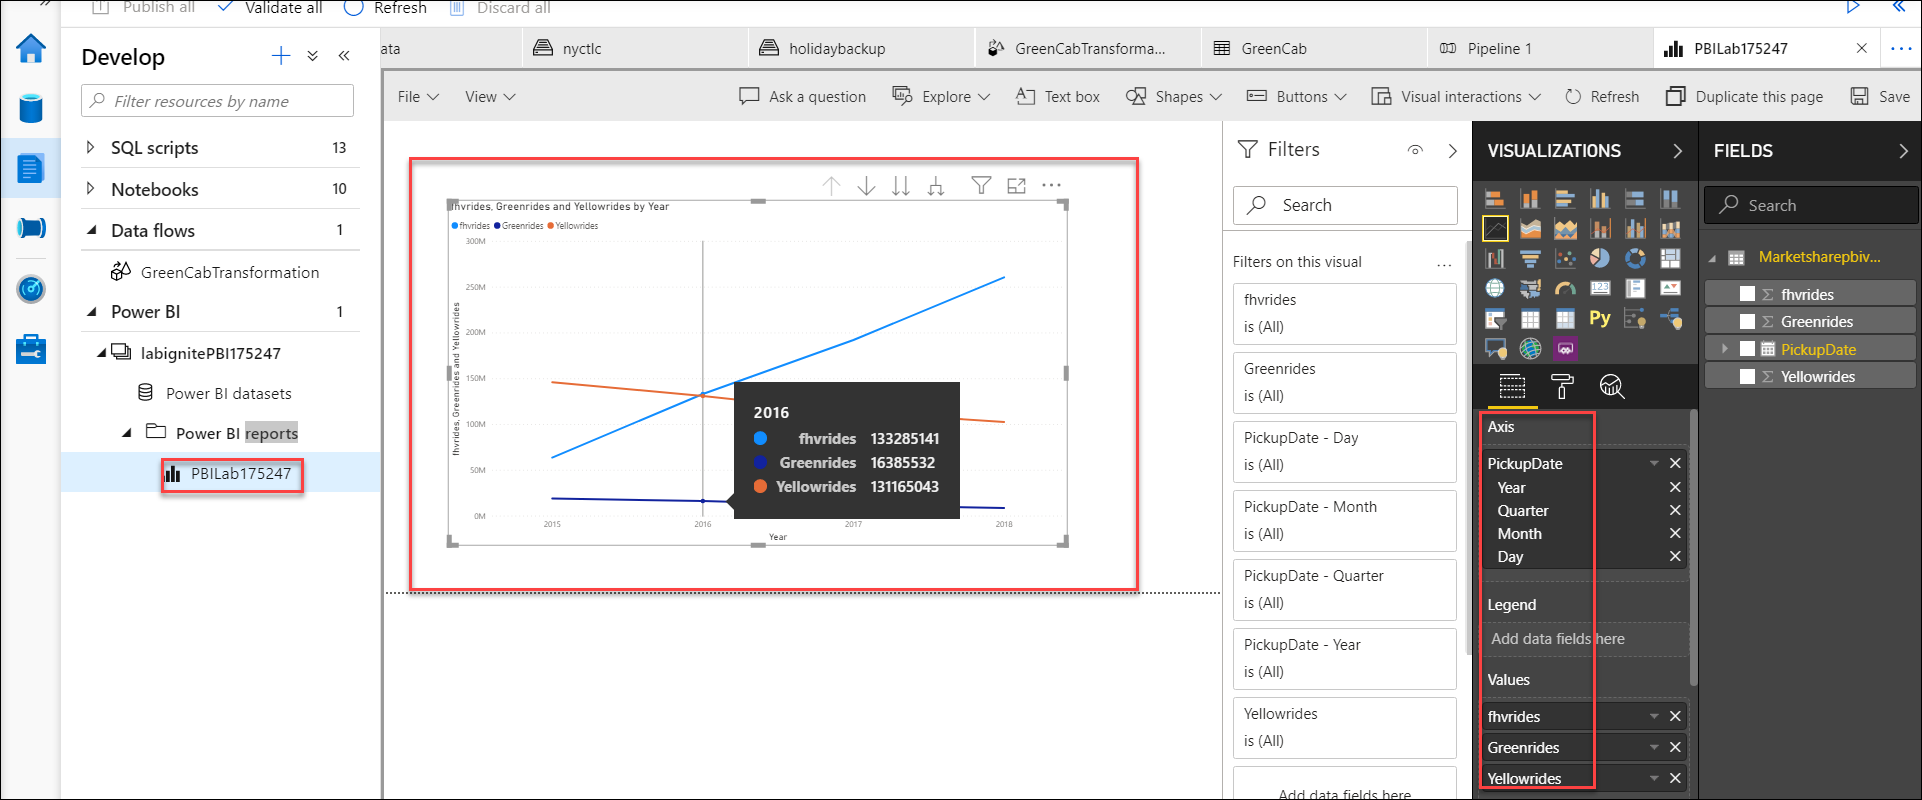 Publish all
Validate all
Refresh
Discard all
Develop
Filter resources by name
SQL scripts 13
Notebooks 10
Data flows 1
GreenCabTransformation
Power BI 1
labignitePBI175247
Power BI datasets
Power BI reports
PBILab175247
ata
nyctlc
holidaybackup
GreenCabTransforma...
GreenCab
Pipeline 1
PBILab175247
File
View
Ask a question
Explore
Text box
Shapes
Buttons
Visual interactions
Refresh
Duplicate this page
Save
fhvrides, Greenrides and Yellowrides by Year
fhvrides Greenrides Yellowrides
fhvrides, Greenrides and Yellowrides
300M
250M
200M
150M
100M
50M
0M
2015 2016 2017 2018
Year
2016
fhvrides 133285141
Greenrides 16385532
Yellowrides 131165043
Filters
Search
Filters on this visual
fhvrides
is (All)
Greenrides
is (All)
PickupDate - Day
is (All)
PickupDate - Month
is (All)
PickupDate - Quarter
is (All)
PickupDate - Year
is (All)
Yellowrides
is (All)
Add data fields here
VISUALIZATIONS
123
Py
Axis
PickupDate
Year
Quarter
Month
Day
Legend
Add data fields here
Values
fhvrides
Greenrides
Yellowrides
FIELDS
Search
Marketsharepbiv...
fhvrides
Greenrides
PickupDate
Yellowrides